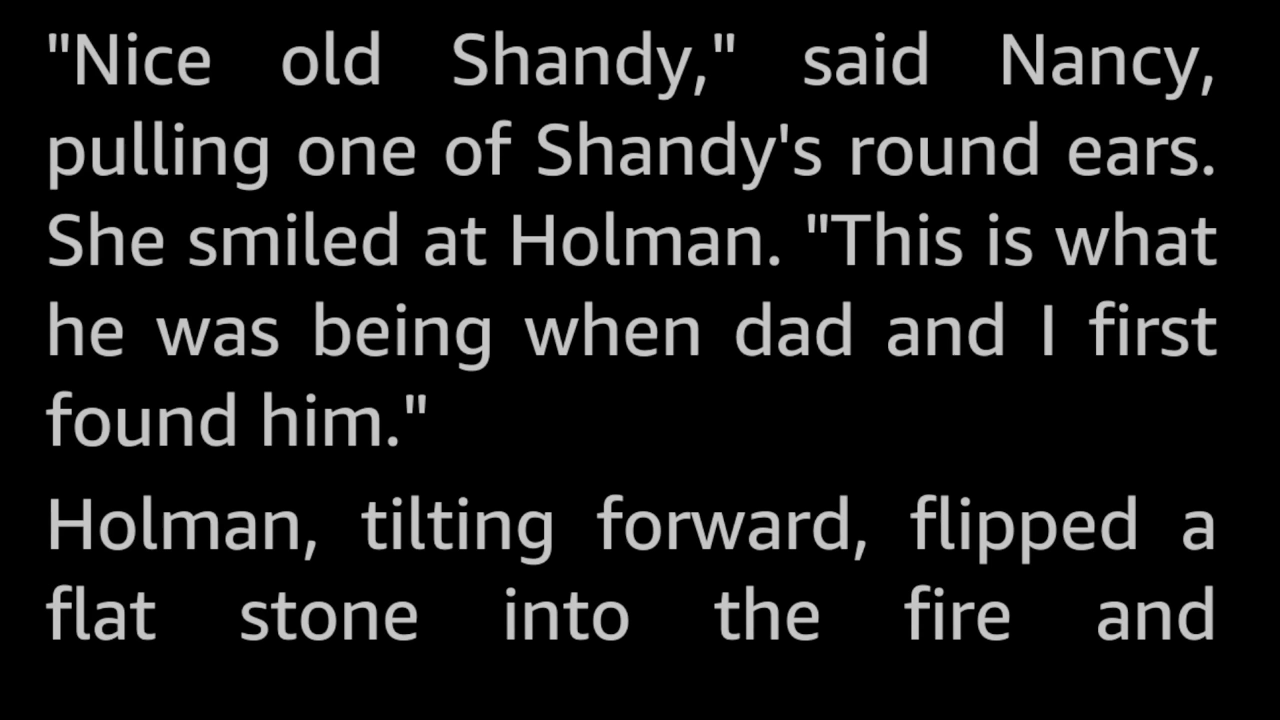 "Nice old Shandy," said Nancy,
pulling one of Shandy's round ears.
She smiled at Holman. "This is what
he was being when dad and I first
found him."
Holman, tilting forward, flipped a
flat stone into the fire and